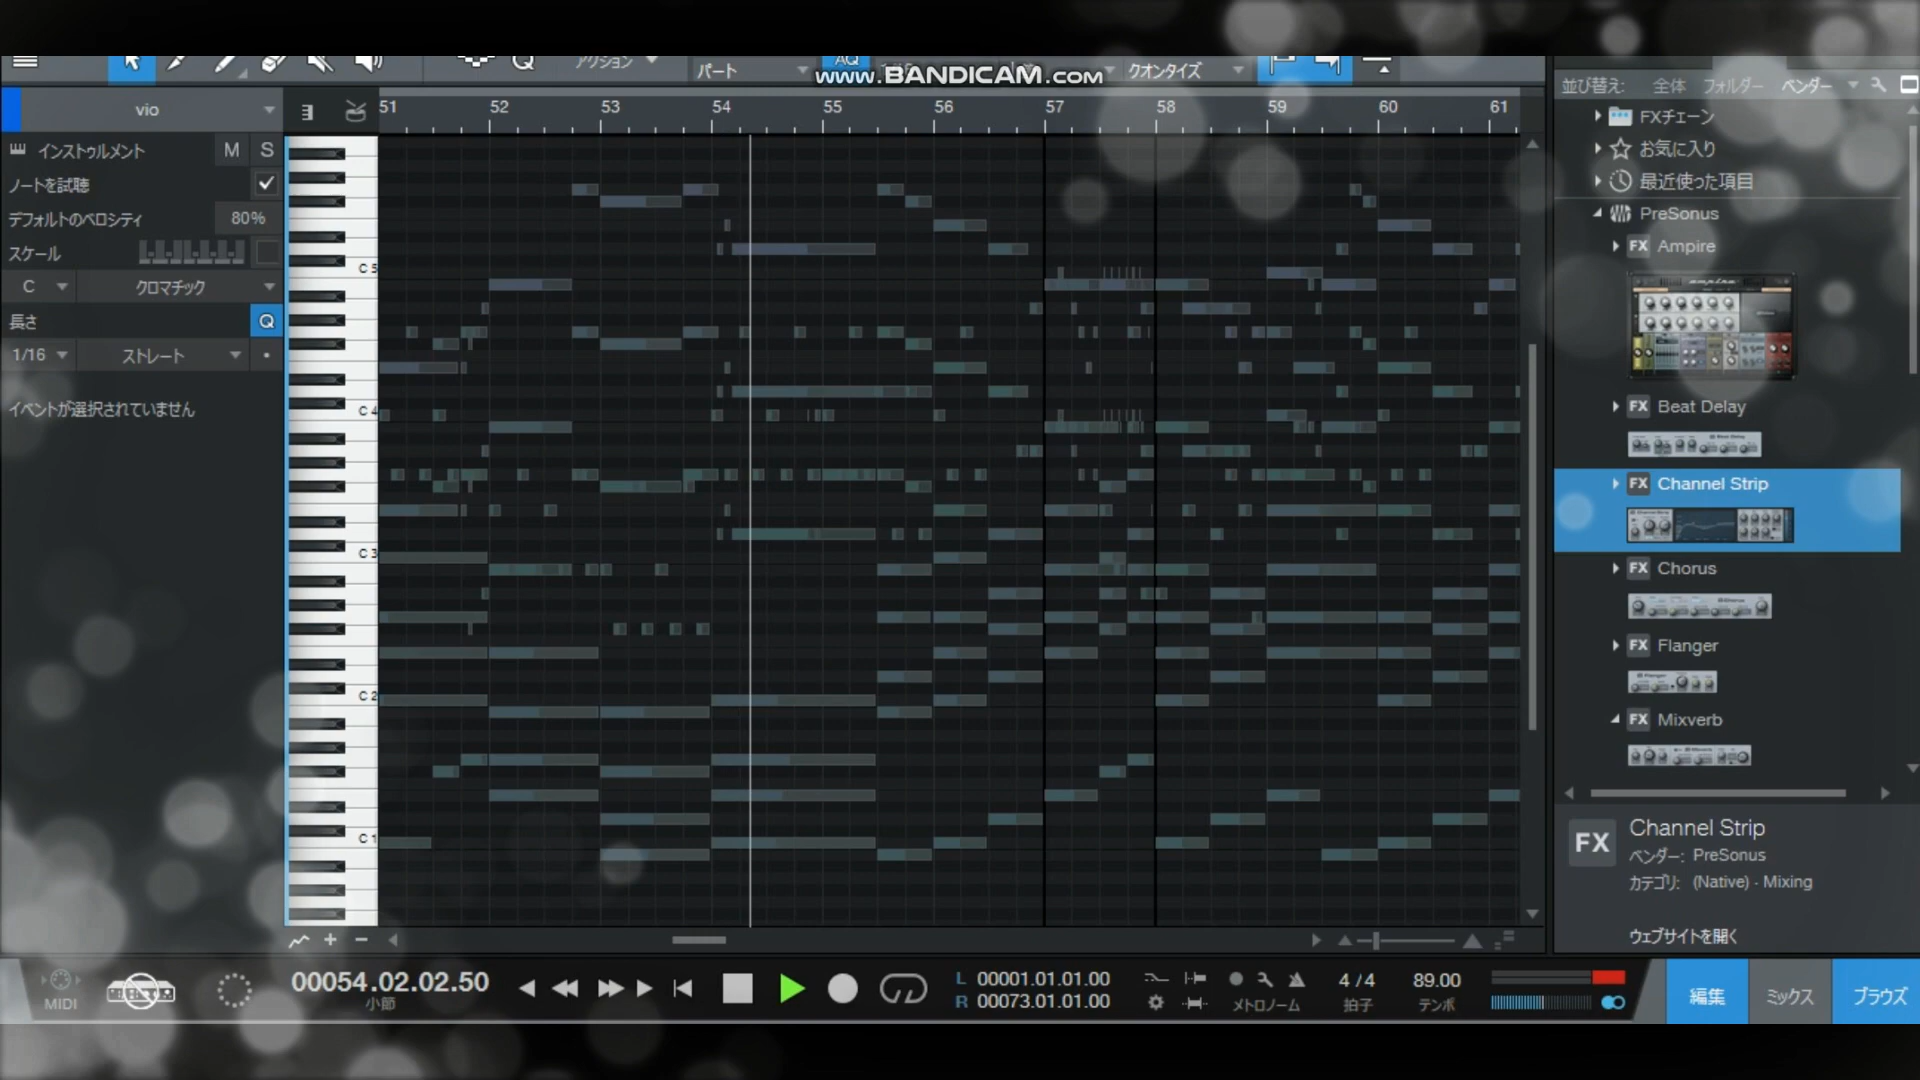 アクション
パート
AQ
クオンタイズ
www.BANDICAM.com
vio
51 52 53 54 55 56 57 58 59 60 61
インストゥルメント M S
ノートを試聴
デフォルトのベロシティ 80%
スケール
C クロマチック
長さ Q
1/16 ストレート
イベントが選択されていません
C 5
C 4
C 3
C 2
C 1
並び替え: 全体 フォルダー ベンダー
FXチェーン
お気に入り
最近使った項目
PreSonus
FX Ampire
FX Beat Delay
FX Channel Strip
FX Chorus
FX Flanger
FX Mixverb
FX Channel Strip
ベンダー: PreSonus
カテゴリ: (Native) - Mixing
ウェブサイトを開く
MIDI
00054.02.02.50
小節
L 00001.01.01.00
R 00073.01.01.00
メトロノーム
4 / 4
拍子
89.00
テンポ
編集
ミックス
ブラウズ